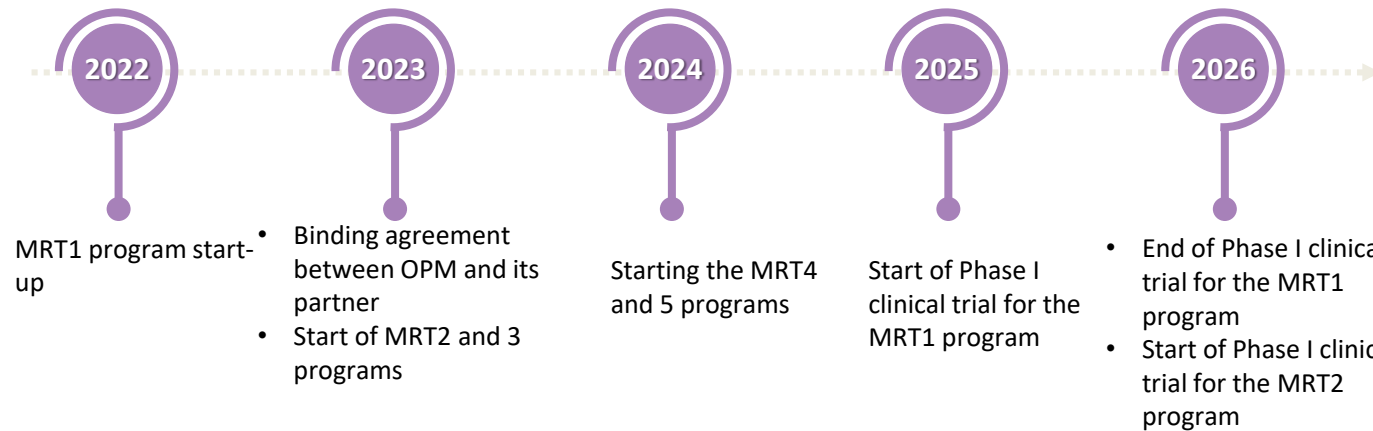 2022
2023
2024
2025
2026
MRT1 program start-
up
• Binding agreement
between OPM and its
partner
• Start of MRT2 and 3
programs
Starting the MRT4
and 5 programs
Start of Phase I
clinical trial for the
MRT1 program
• End of Phase I
trial for the MRT1
program
• Start of Phase I
trial for the MRT2
program